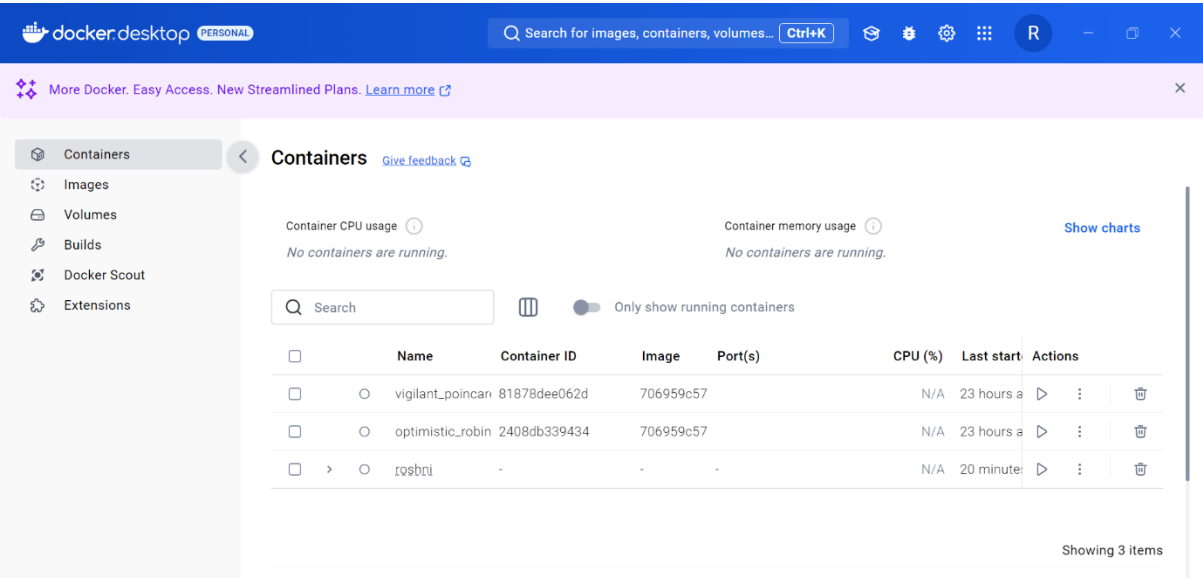 docker.desktop PERSONAL Search for images, containers, volumes... Ctrl+K R
More Docker. Easy Access. New Streamlined Plans. Learn more
Containers
Images
Volumes
Builds
Docker Scout
Extensions
Containers Give feedback
Container CPU usage
No containers are running.
Container memory usage
No containers are running.
Show charts
Search Only show running containers
Name Container ID Image Port(s) CPU (%) Last start Actions
vigilant_poincar 81878dee062d 706959c57 N/A 23 hours a
optimistic_robin 2408db339434 706959c57 N/A 23 hours a
roshni - - - N/A 20 minute
Showing 3 items